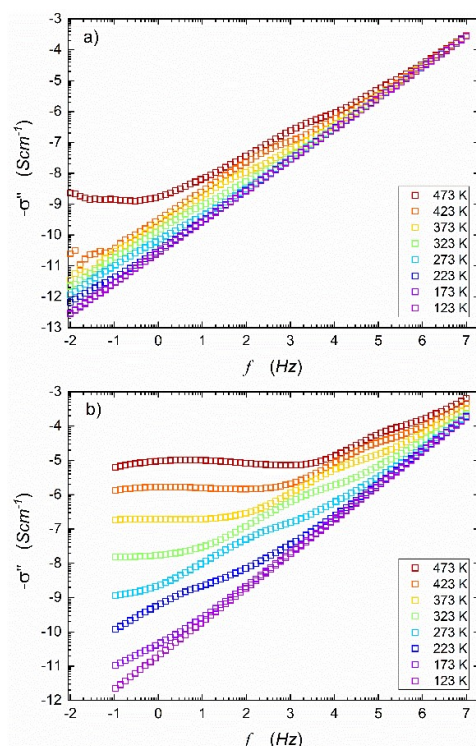 a)
-σ'' (Scm⁻¹)
-3
-4
-5
-6
-7
-8
-9
-10
-11
-12
-13
473 K
423 K
373 K
323 K
273 K
223 K
173 K
123 K
-2 -1 0 1 2 3 4 5 6 7
f (Hz)
b)
-σ'' (Scm⁻¹)
-3
-4
-5
-6
-7
-8
-9
-10
-11
-12
473 K
423 K
373 K
323 K
273 K
223 K
173 K
123 K
-2 -1 0 1 2 3 4 5 6 7
f (Hz)